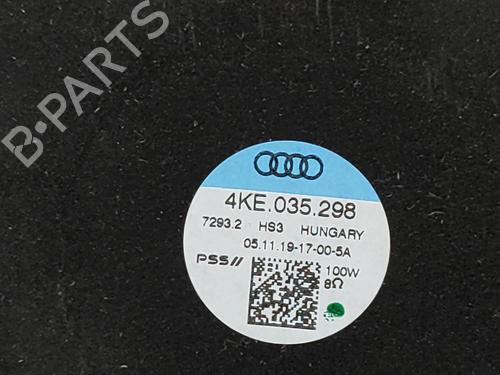 B-PARTS
4KE.035.298
7293.2 HS3 HUNGARY
05.11.19-17-00-5A
PSS//
100W
8Ω